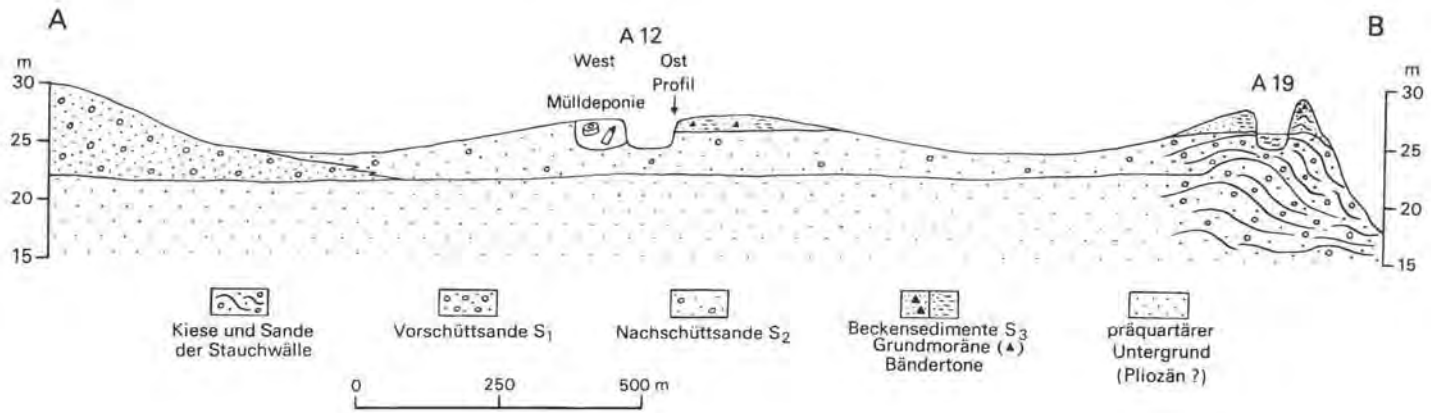 A
B
A 12
West Ost
Profil
Mülldeponie
A 19
m
30
25
20
15
m
30
25
20
15
Kiese und Sande
der Stauchwälle
Vorschüttsande S₁
Nachschüttsande S₂
Beckensedimente S₃
Grundmoräne (▲)
Bändertone
präquartärer
Untergrund
(Pliozän ?)
0 250 500 m